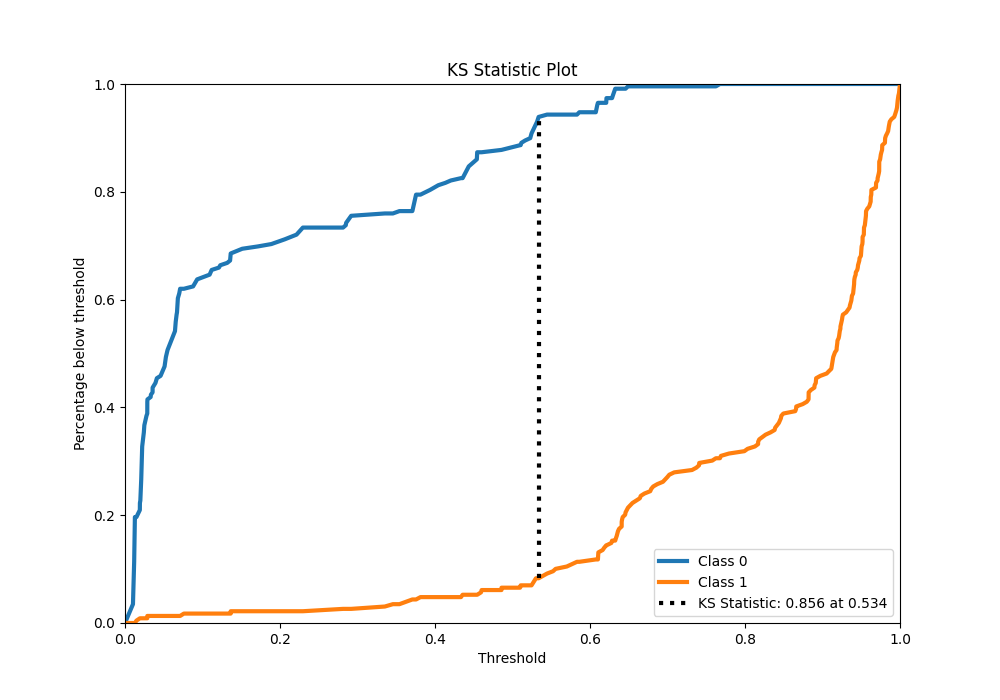 KS Statistic Plot
1.0
0.8
0.6
0.4
0.2
0.0
Percentage below threshold
0.0 0.2 0.4 0.6 0.8 1.0
Threshold
Class 0
Class 1
KS Statistic: 0.856 at 0.534